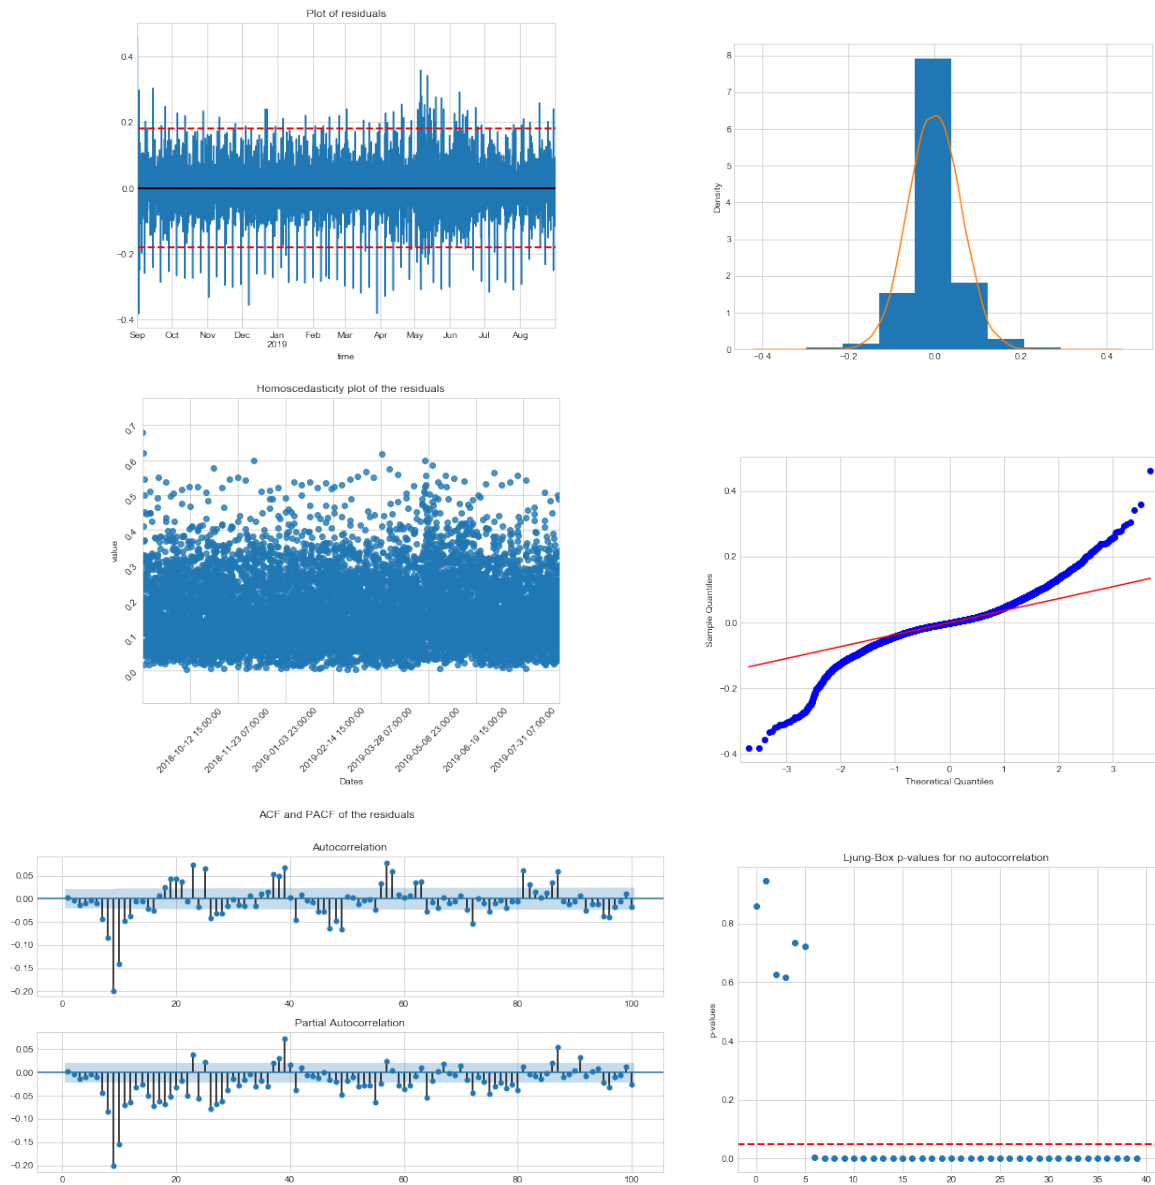 Plot of residuals
0.4
0.2
0.0
−0.2
−0.4
Sep Oct Nov Dec Jan Feb Mar Apr May Jun Jul Aug
2019
time
8
7
6
5
4
3
2
1
0
Density
−0.4 −0.2 0.0 0.2 0.4
Homoscedasticity plot of the residuals
0.7
0.6
0.5
0.4
0.3
0.2
0.1
0.0
value
2018-10-12 15:00:00
2018-11-23 07:00:00
2019-01-03 23:00:00
2019-02-14 15:00:00
2019-03-28 07:00:00
2019-05-08 23:00:00
2019-06-19 15:00:00
2019-07-31 07:00:00
Dates
0.4
0.2
0.0
−0.2
−0.4
Sample Quantiles
−3 −2 −1 0 1 2 3
Theoretical Quantiles
ACF and PACF of the residuals
Autocorrelation
0.05
0.00
−0.05
−0.10
−0.15
−0.20
0 20 40 60 80 100
Partial Autocorrelation
0.05
0.00
−0.05
−0.10
−0.15
−0.20
0 20 40 60 80 100
Ljung-Box p-values for no autocorrelation
0.8
0.6
0.4
0.2
0.0
p-values
0 5 10 15 20 25 30 35 40